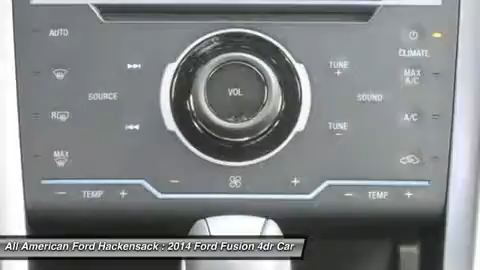 AUTO
CLIMATE
TUNE
+
MAX
A/C
SOURCE
VOL
SOUND
R
A/C
TUNE
−
MAX
− TEMP +
− +
− TEMP +
All American Ford Hackensack : 2014 Ford Fusion 4dr Car